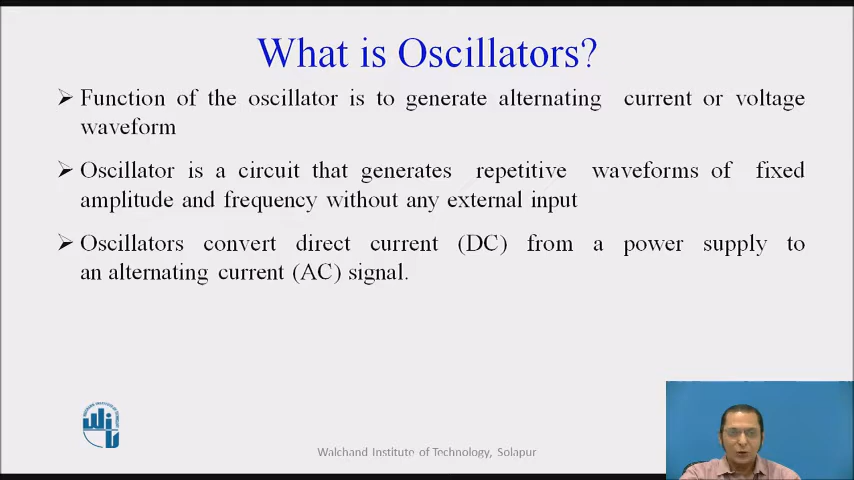 What is Oscillators?
➢ Function of the oscillator is to generate alternating current or voltage
waveform
➢ Oscillator is a circuit that generates repetitive waveforms of fixed
amplitude and frequency without any external input
➢ Oscillators convert direct current (DC) from a power supply to
an alternating current (AC) signal.
Walchand Institute of Technology, Solapur